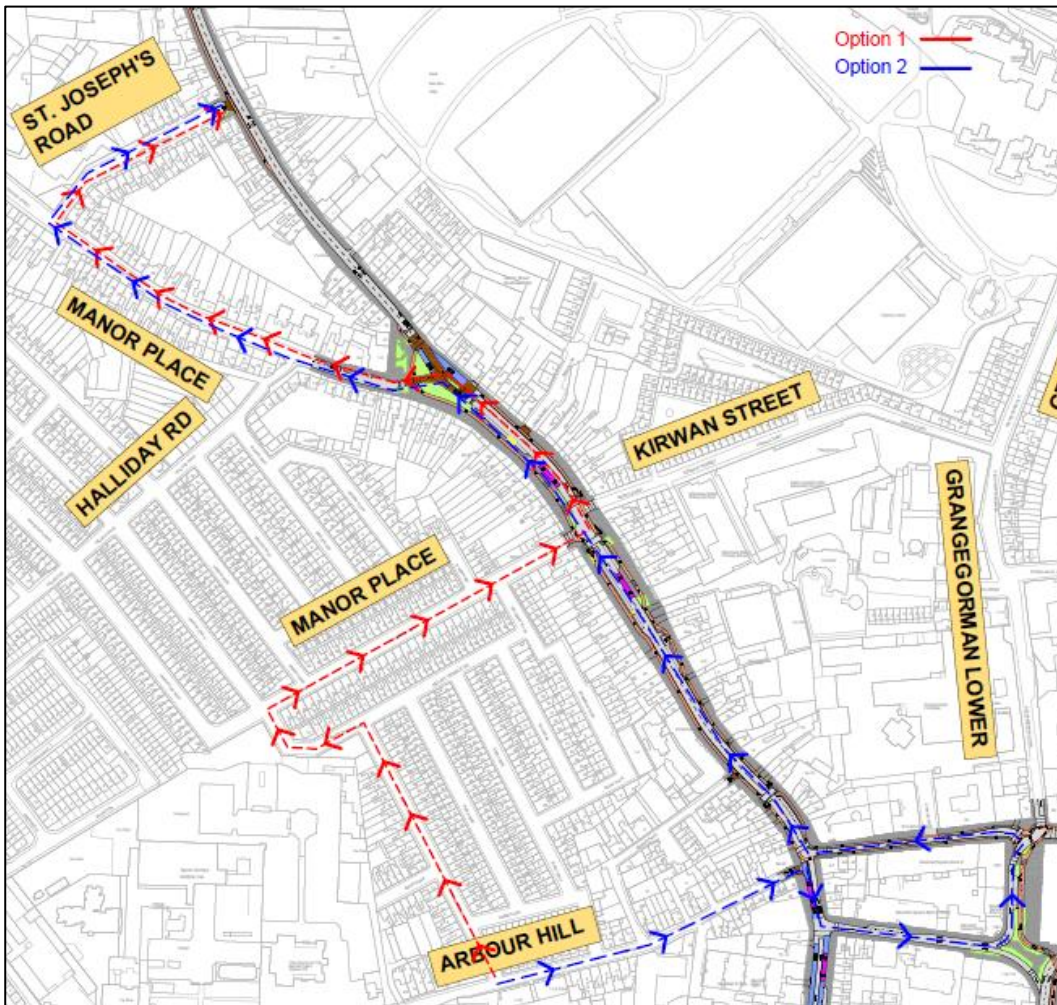 Option 1
Option 2
ST. JOSEPH'S
ROAD
MANOR PLACE
HALLIDAY RD
KIRWAN STREET
MANOR PLACE
GRANGEGORMAN LOWER
ARBOUR HILL